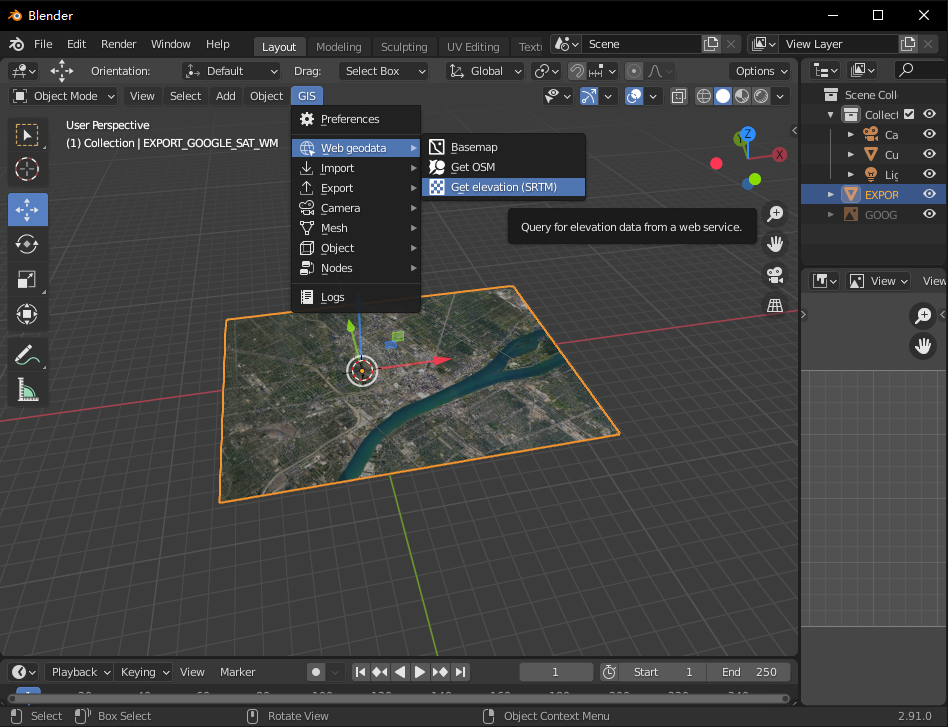 Blender
File Edit Render Window Help Layout Modeling Sculpting UV Editing Scene View Layer
Orientation: Default Drag: Select Box Global Options
Object Mode View Select Add Object GIS
User Perspective
(1) Collection | EXPORT_GOOGLE_SAT_WM
Preferences
Web geodata
Import
Export
Camera
Mesh
Object
Nodes
Logs
Basemap
Get OSM
Get elevation (SRTM)
Query for elevation data from a web service.
Z
X
Scene Coll
Collect
Ca
Cu
Lig
EXPOR
GOOG
View View
Playback Keying View Marker 1 Start 1 End 250
Select Box Select Rotate View Object Context Menu 2.91.0